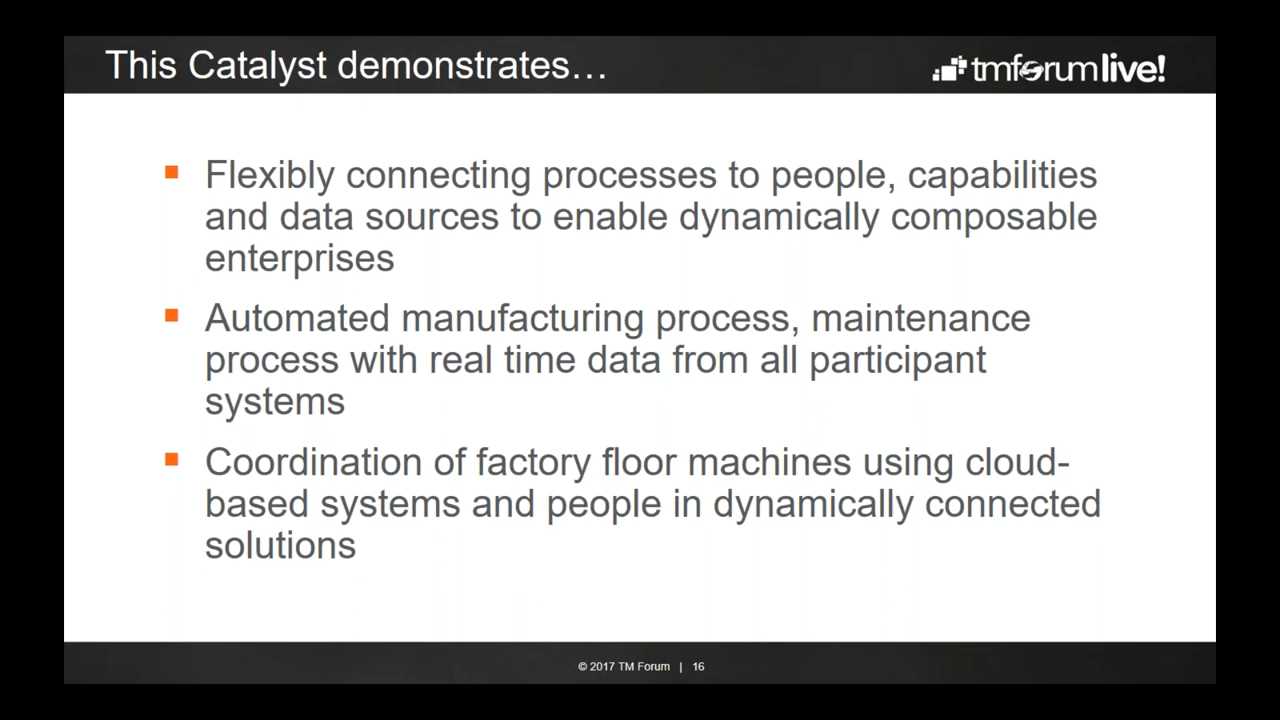 This Catalyst demonstrates…
tmforumlive!
Flexibly connecting processes to people, capabilities
and data sources to enable dynamically composable
enterprises
Automated manufacturing process, maintenance
process with real time data from all participant
systems
Coordination of factory floor machines using cloud-
based systems and people in dynamically connected
solutions
© 2017 TM Forum | 16